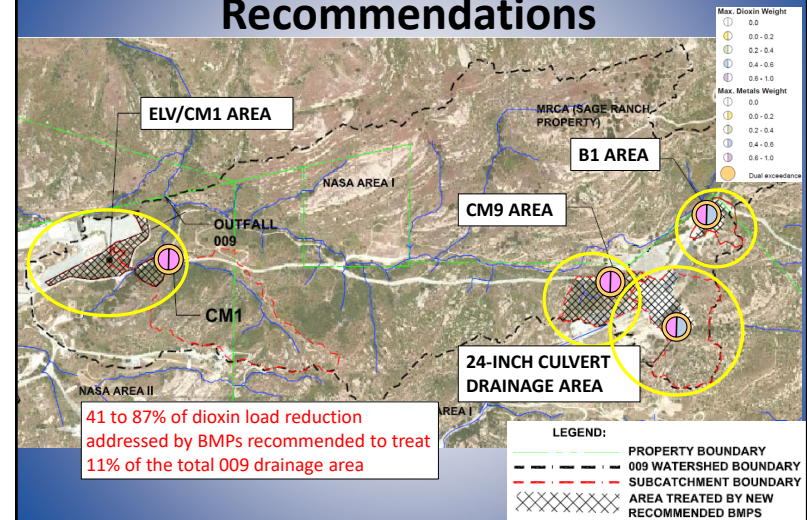 Recommendations
Max. Dioxin Weight
0.0
0.0 - 0.2
0.2 - 0.4
0.4 - 0.6
0.6 - 1.0
Max. Metals Weight
0.0
0.0 - 0.2
0.2 - 0.4
0.4 - 0.6
0.6 - 1.0
Dual exceedance
ELV/CM1 AREA
MRCA (SAGE RANCH
PROPERTY)
B1 AREA
NASA AREA I
CM9 AREA
OUTFALL
009
CM1
24-INCH CULVERT
DRAINAGE AREA
NASA AREA II
AREA I
41 to 87% of dioxin load reduction
addressed by BMPs recommended to treat
11% of the total 009 drainage area
LEGEND:
PROPERTY BOUNDARY
009 WATERSHED BOUNDARY
SUBCATCHMENT BOUNDARY
AREA TREATED BY NEW
RECOMMENDED BMPS